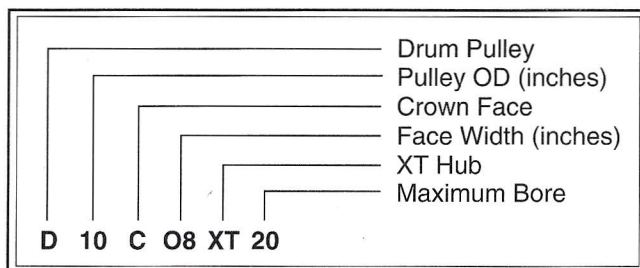 Drum Pulley
Pulley OD (inches)
Crown Face
Face Width (inches)
XT Hub
Maximum Bore
D 10 C O8 XT 20